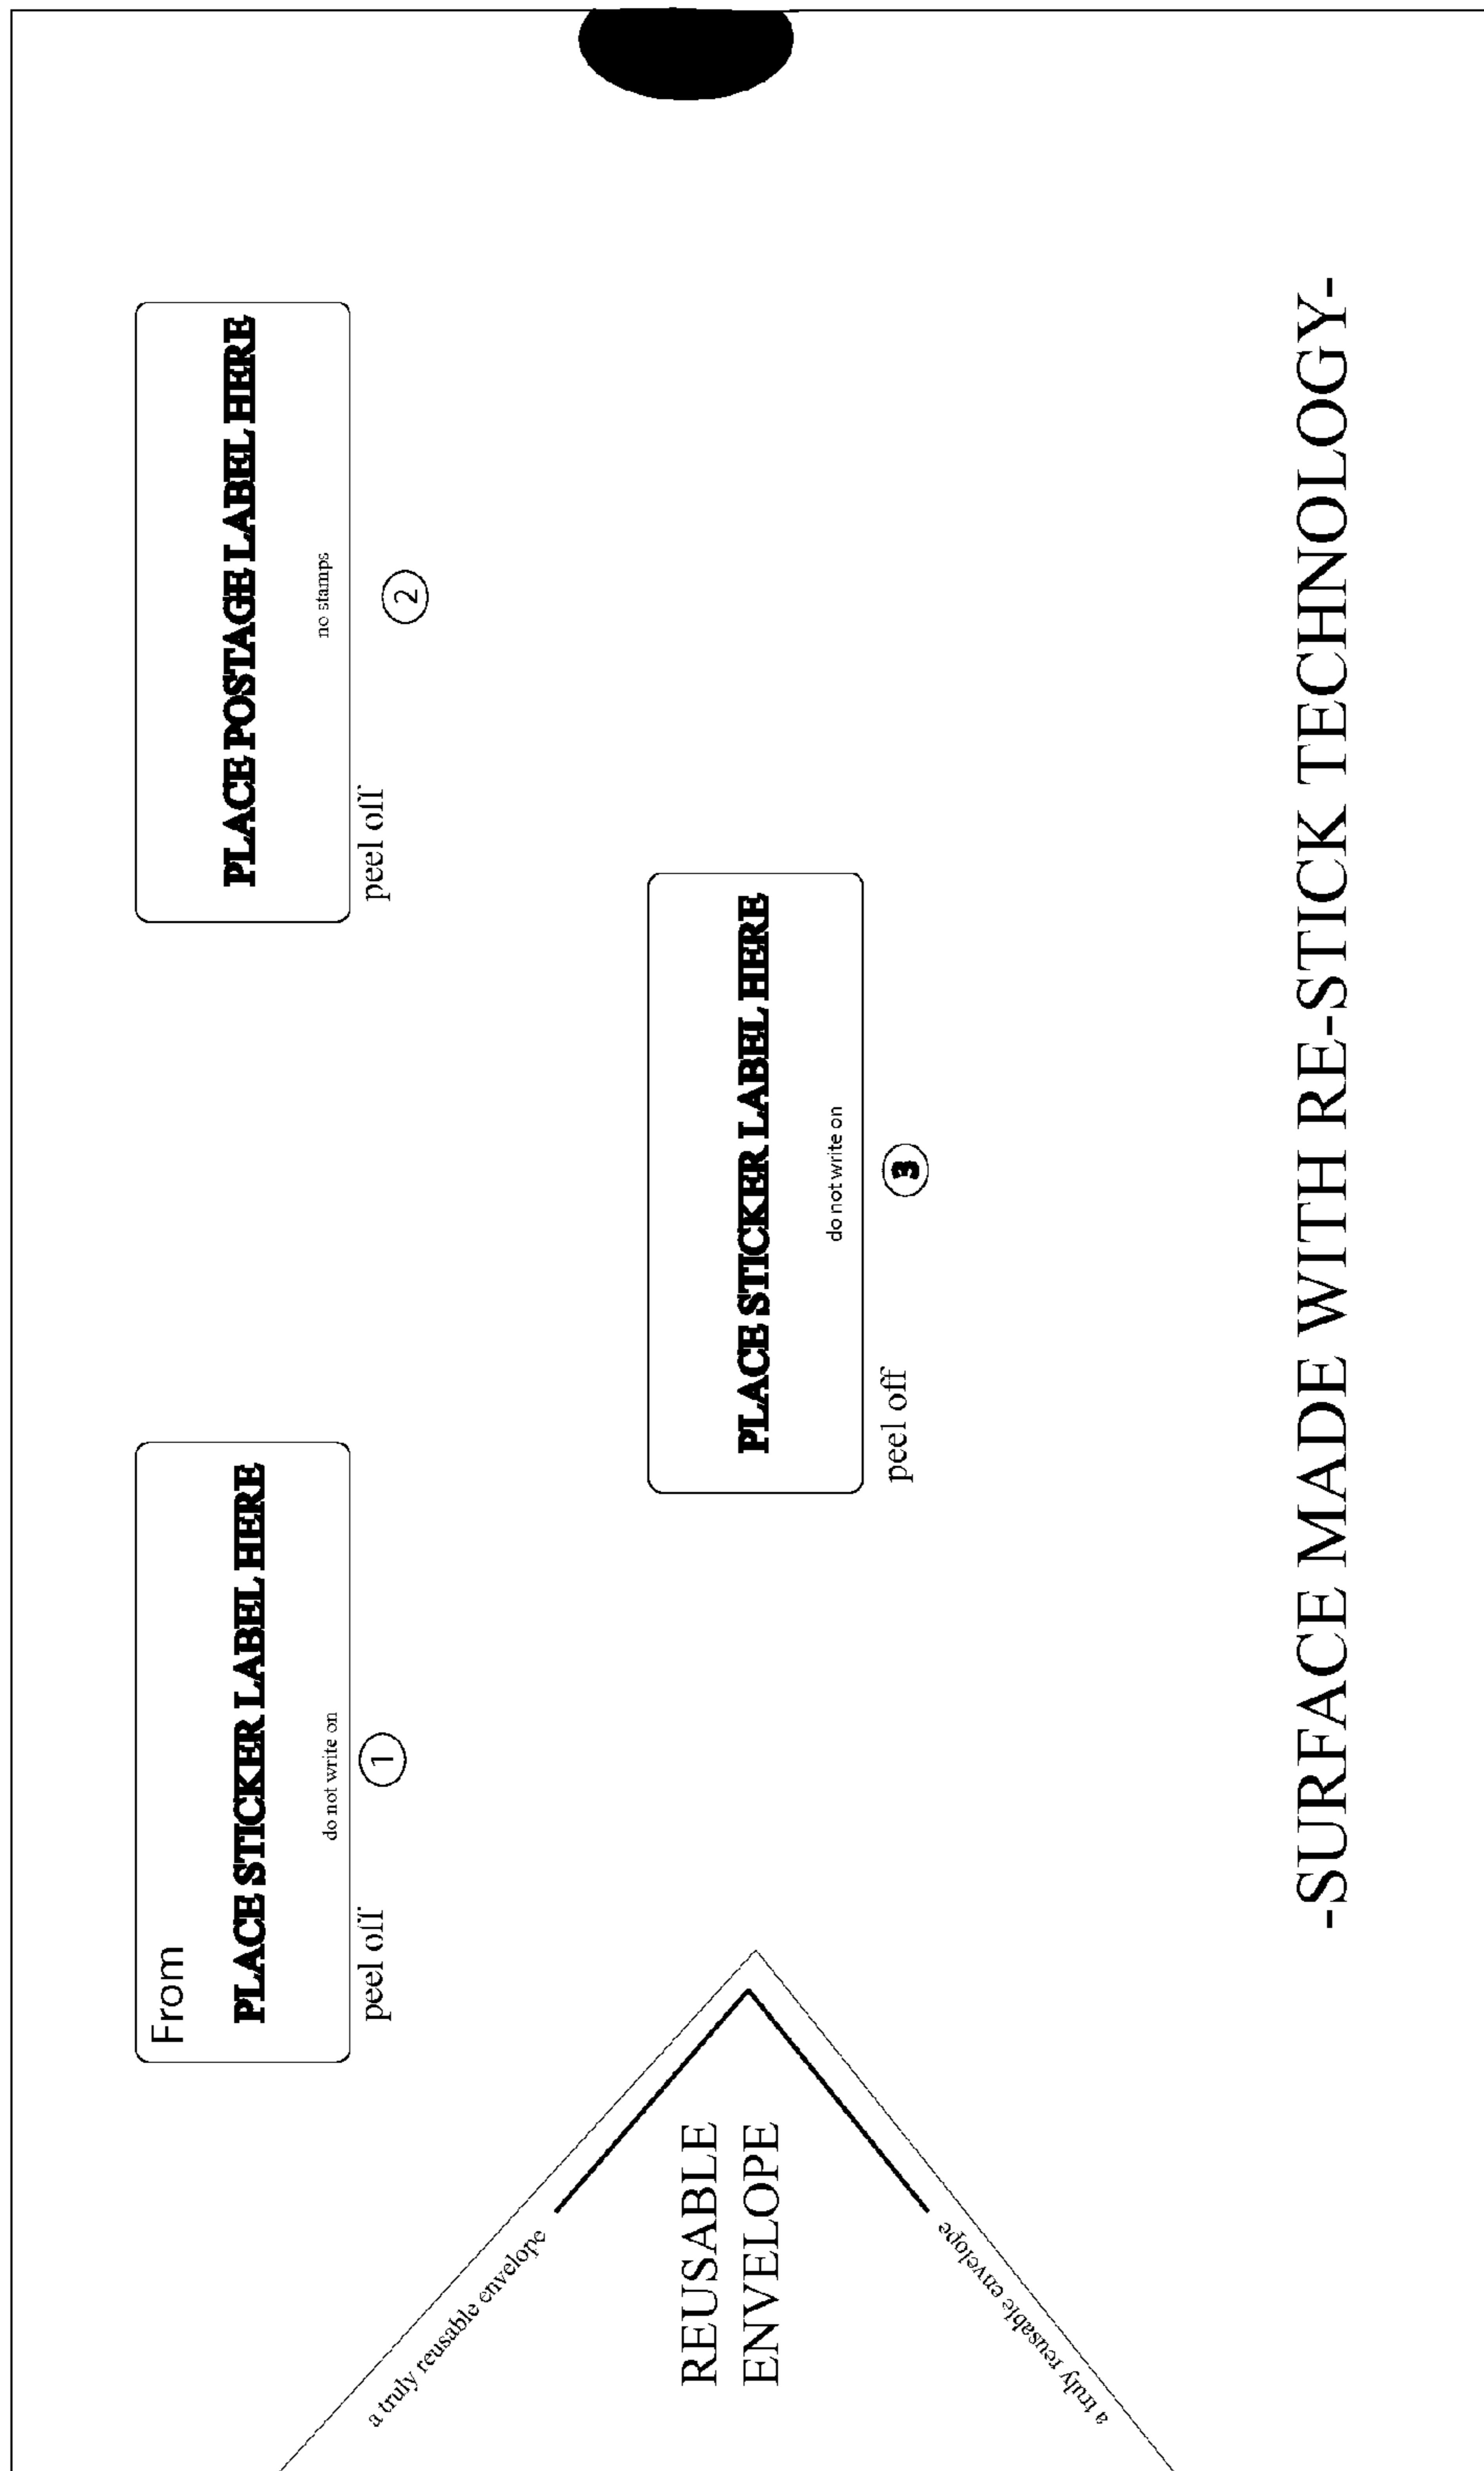 From
PLACE STICKER LABEL HERE
do not write on
peel off
1
PLACE POSTAGE LABEL HERE
no stamps
peel off
2
PLACE STICKER LABEL HERE
do not write on
peel off
3
a truly reusable envelope
REUSABLE
ENVELOPE
a truly reusable envelope
-SURFACE MADE WITH RE-STICK TECHNOLOGY-